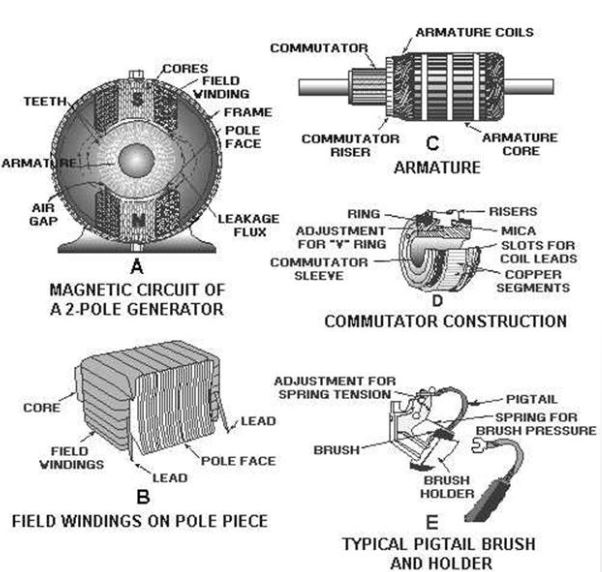 CORES
FIELD
WINDING
TEETH
FRAME
POLE
FACE
ARMATURE
AIR
GAP
LEAKAGE
FLUX
S
N
A
MAGNETIC CIRCUIT OF
A 2-POLE GENERATOR
COMMUTATOR
ARMATURE COILS
COMMUTATOR
RISER
ARMATURE
CORE
C
ARMATURE
RING
RISERS
ADJUSTMENT
FOR "V" RING
MICA
SLOTS FOR
COIL LEADS
COMMUTATOR
SLEEVE
COPPER
SEGMENTS
D
COMMUTATOR CONSTRUCTION
CORE
FIELD
WINDINGS
LEAD
POLE FACE
LEAD
B
FIELD WINDINGS ON POLE PIECE
ADJUSTMENT FOR
SPRING TENSION
PIGTAIL
SPRING FOR
BRUSH PRESSURE
BRUSH
BRUSH
HOLDER
E
TYPICAL PIGTAIL BRUSH
AND HOLDER